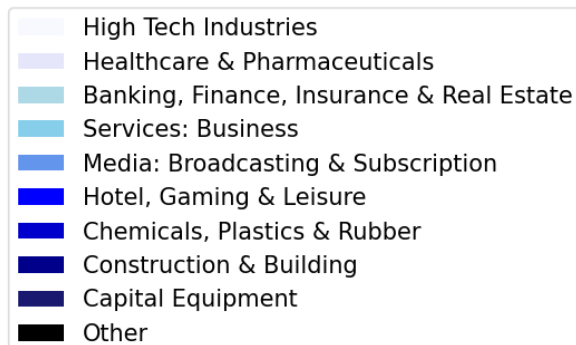 High Tech Industries
Healthcare & Pharmaceuticals
Banking, Finance, Insurance & Real Estate
Services: Business
Media: Broadcasting & Subscription
Hotel, Gaming & Leisure
Chemicals, Plastics & Rubber
Construction & Building
Capital Equipment
Other